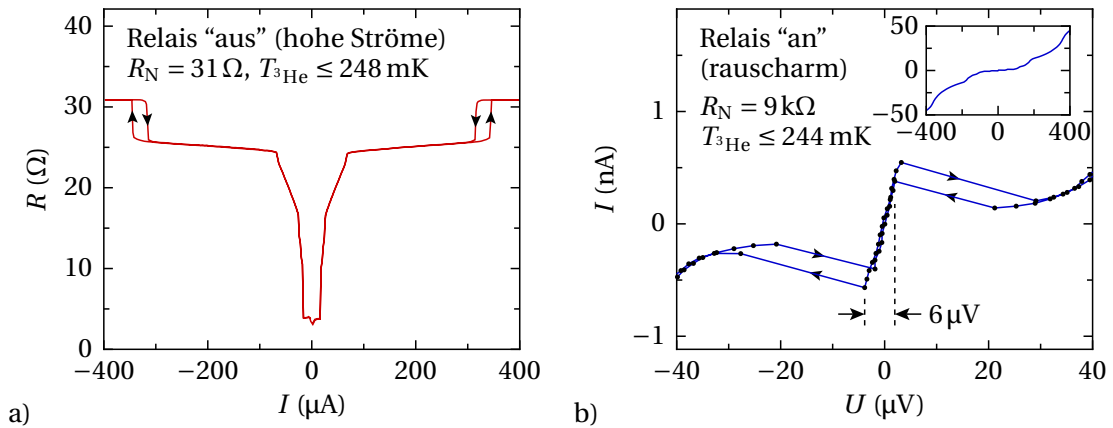 40
30
20
10
0
R (Ω)
Relais “aus” (hohe Ströme)
R_N = 31 Ω, T_³He ≤ 248 mK
−400
−200
0
200
400
I (µA)
a)
1
0
−1
I (nA)
Relais “an”
(rauscharm)
R_N = 9 kΩ
T_³He ≤ 244 mK
50
0
−50
−400
0
400
6 µV
−40
−20
0
20
40
U (µV)
b)